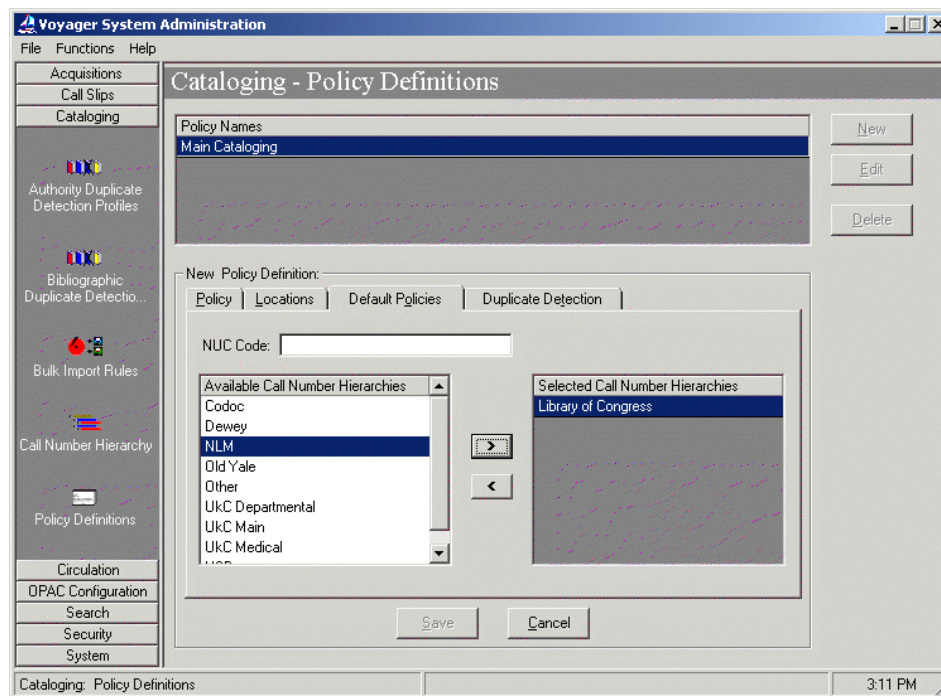 Voyager System Administration
File Functions Help
Acquisitions
Call Slips
Cataloging
Authority Duplicate
Detection Profiles
Bibliographic
Duplicate Detectio...
Bulk Import Rules
Call Number Hierarchy
Policy Definitions
Circulation
OPAC Configuration
Search
Security
System
Cataloging - Policy Definitions
Policy Names
Main Cataloging
New
Edit
Delete
New Policy Definition:
Policy
Locations
Default Policies
Duplicate Detection
NUC Code:
Available Call Number Hierarchies
Codoc
Dewey
NLM
Old Yale
Other
UkC Departmental
UkC Main
UkC Medical
>
<
Selected Call Number Hierarchies
Library of Congress
Save
Cancel
Cataloging: Policy Definitions
3:11 PM